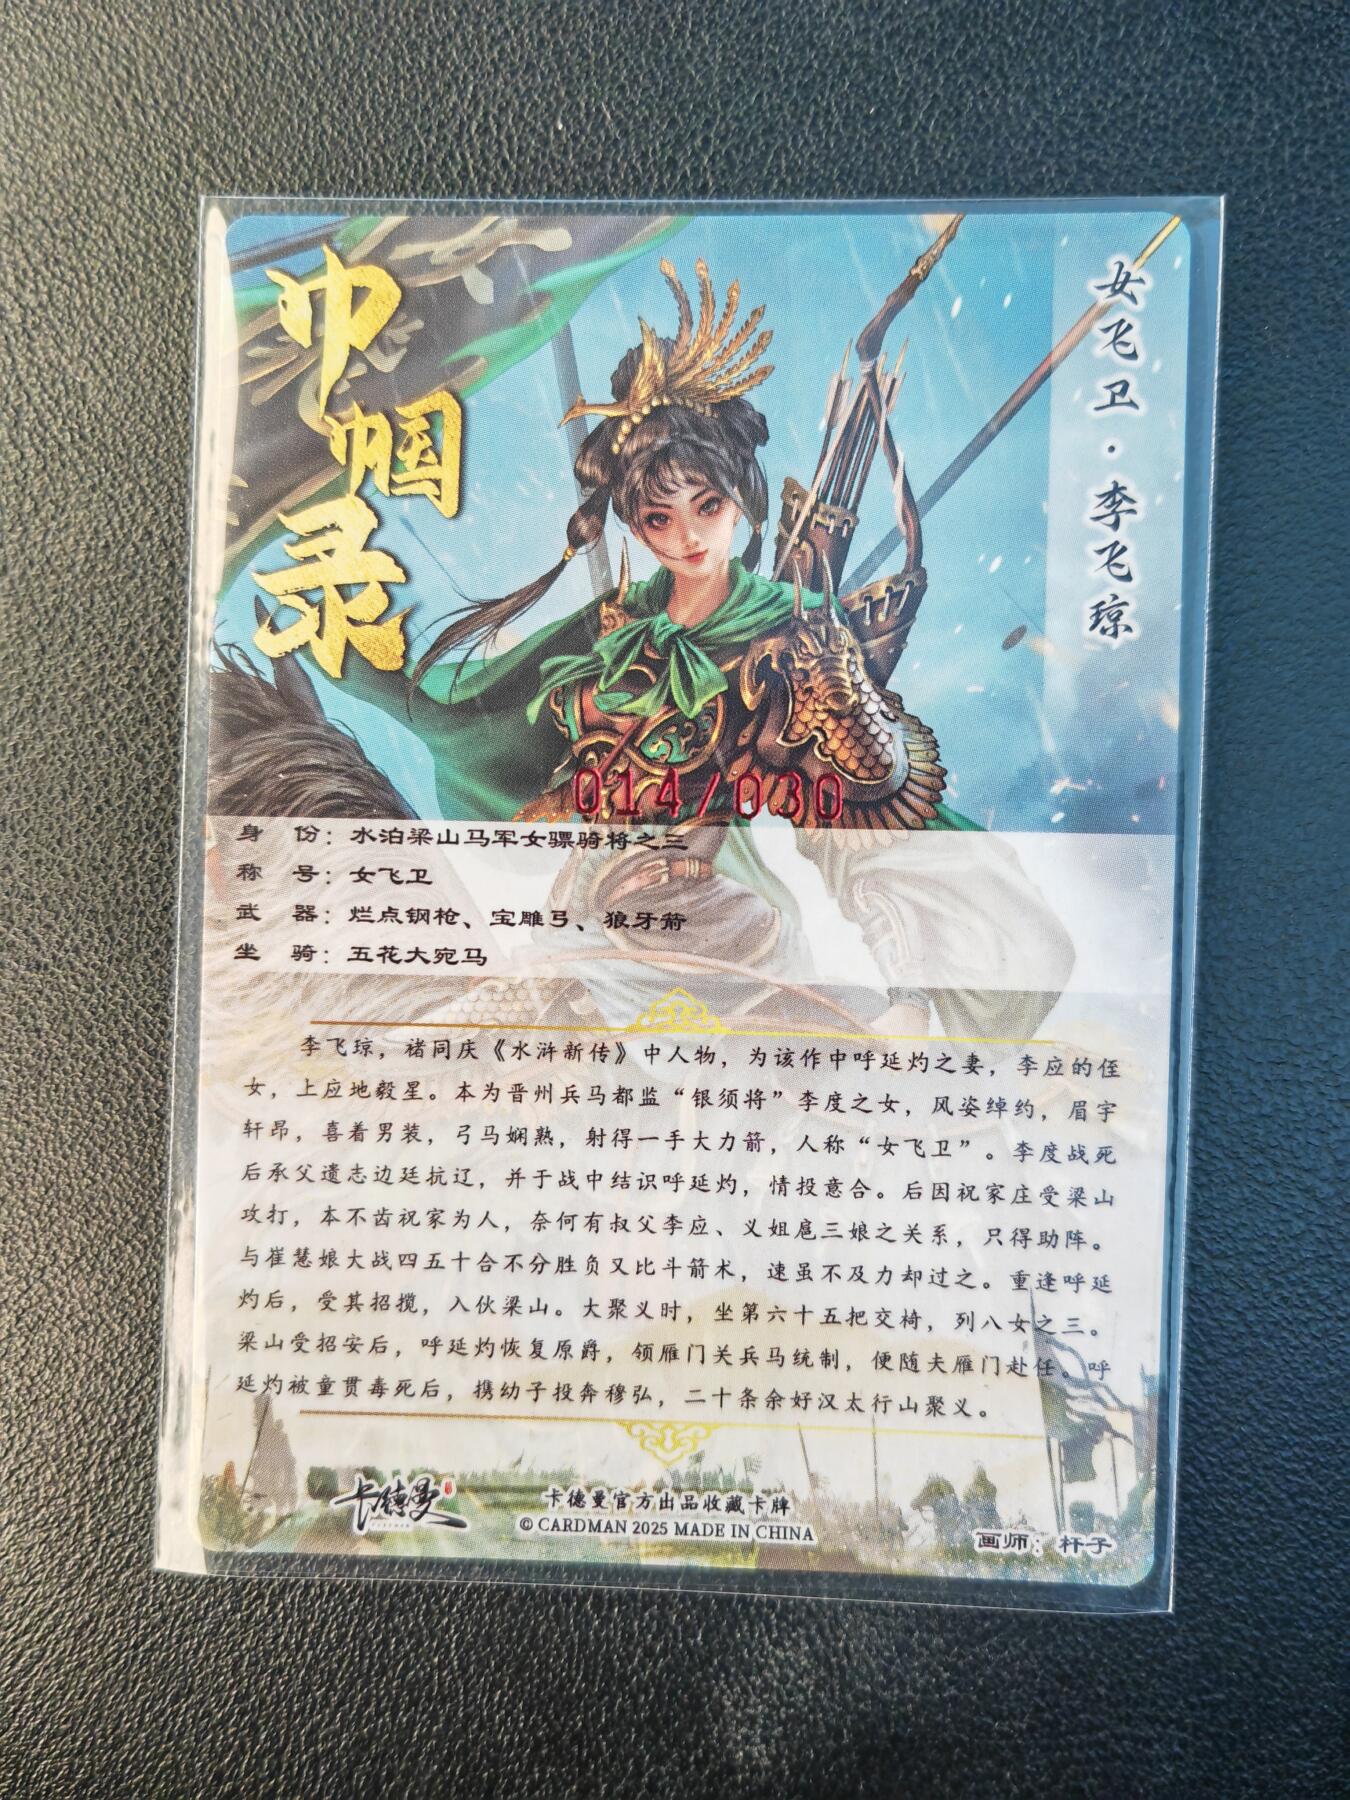 巾帼录
女飞卫·李飞琼
014/030
身 份：水泊梁山马军女骠骑将之三
称 号：女飞卫
武 器：烂点钢枪、宝雕弓、狼牙箭
坐 骑：五花大宛马
李飞琼，褚同庆《水浒新传》中人物，为该作中呼延灼之妻，李应的侄
女，上应地毅星。本为晋州兵马都监“银须将”李度之女，风姿绰约，眉宇
轩昂，喜着男装，弓马娴熟，射得一手大力箭，人称“女飞卫”。李度战死
后承父遗志边廷抗辽，并于战中结识呼延灼，情投意合。后因祝家庄受梁山
攻打，本不齿祝家为人，奈何有叔父李应、义姐扈三娘之关系，只得助阵。
与崔慧娘大战四五十合不分胜负又比斗箭术，速虽不及力却过之。重逢呼延
灼后，受其招揽，入伙梁山。大聚义时，坐第六十五把交椅，列八女之三。
梁山受招安后，呼延灼恢复原爵，领雁门关兵马统制，便随夫雁门赴任。呼
延灼被童贯毒死后，携幼子投奔穆弘，二十条余好汉太行山聚义。
卡德曼
卡德曼官方出品收藏卡牌
© CARDMAN 2025 MADE IN CHINA
画师：杆子